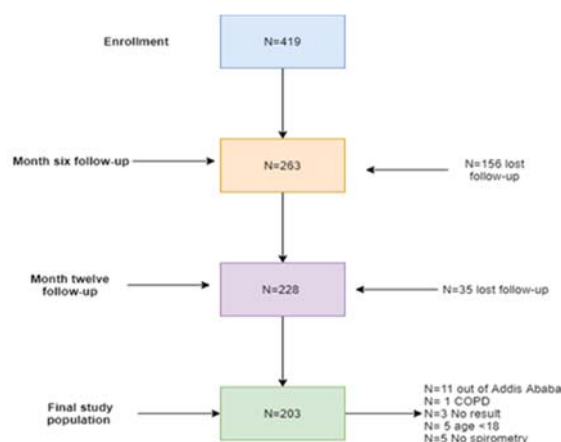 Enrollment
N=419
Month six follow-up
N=263
N=156 lost
follow-up
Month twelve
follow-up
N=228
N=35 lost follow-up
Final study
population
N=203
N=11 out of Addis Ababa
N= 1 COPD
N=3 No result
N= 5 age <18
N=5 No spirometry